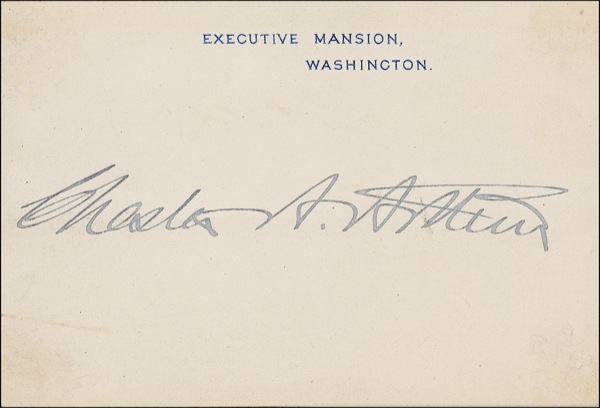 EXECUTIVE MANSION,
WASHINGTON.
Chester A. Arthur